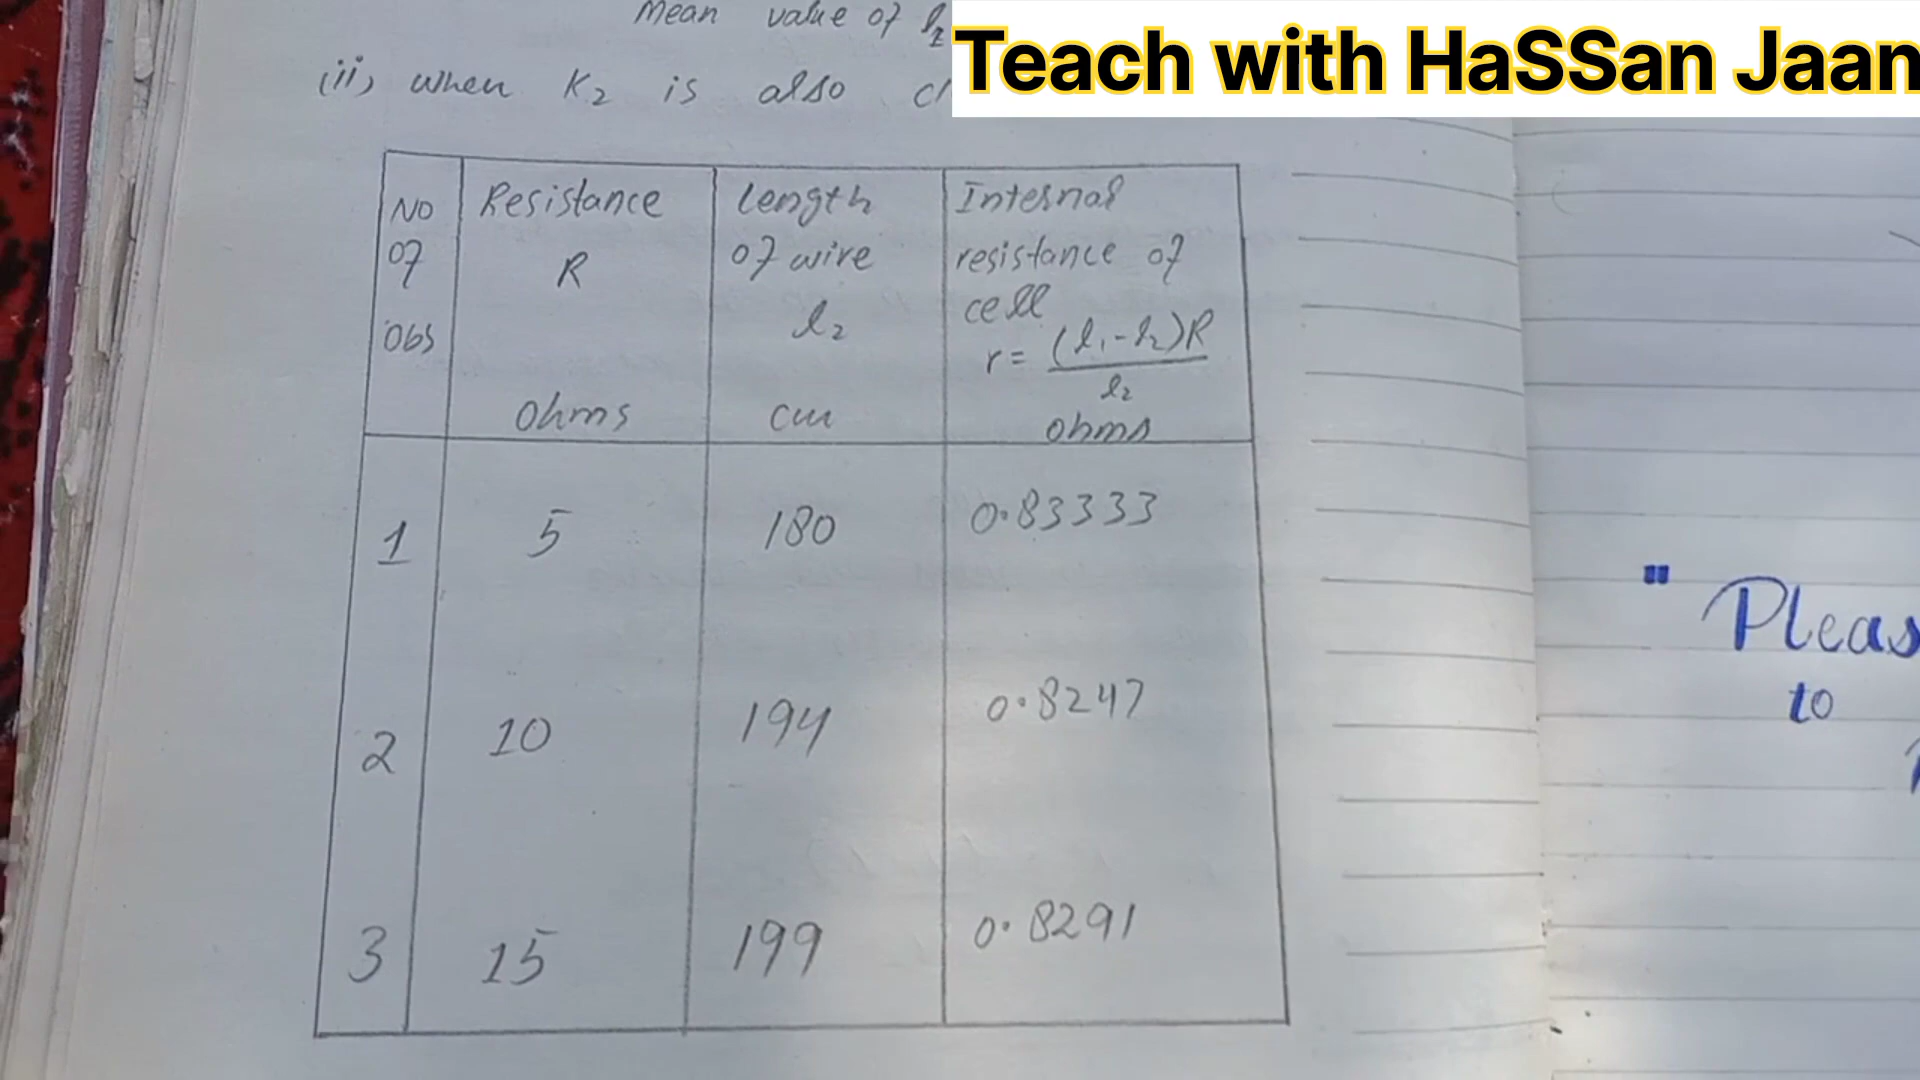 Mean value of l₁
Teach with HaSSan Jaan
(ii) when K₂ is also cl
No of obs
Resistance R ohms
Length of wire l₂ cm
Internal resistance of cell r = (l₁-l₂)R / l₂ ohms
1 5 180 0.83333
2 10 194 0.8247
3 15 199 0.8291
" Pleas
to